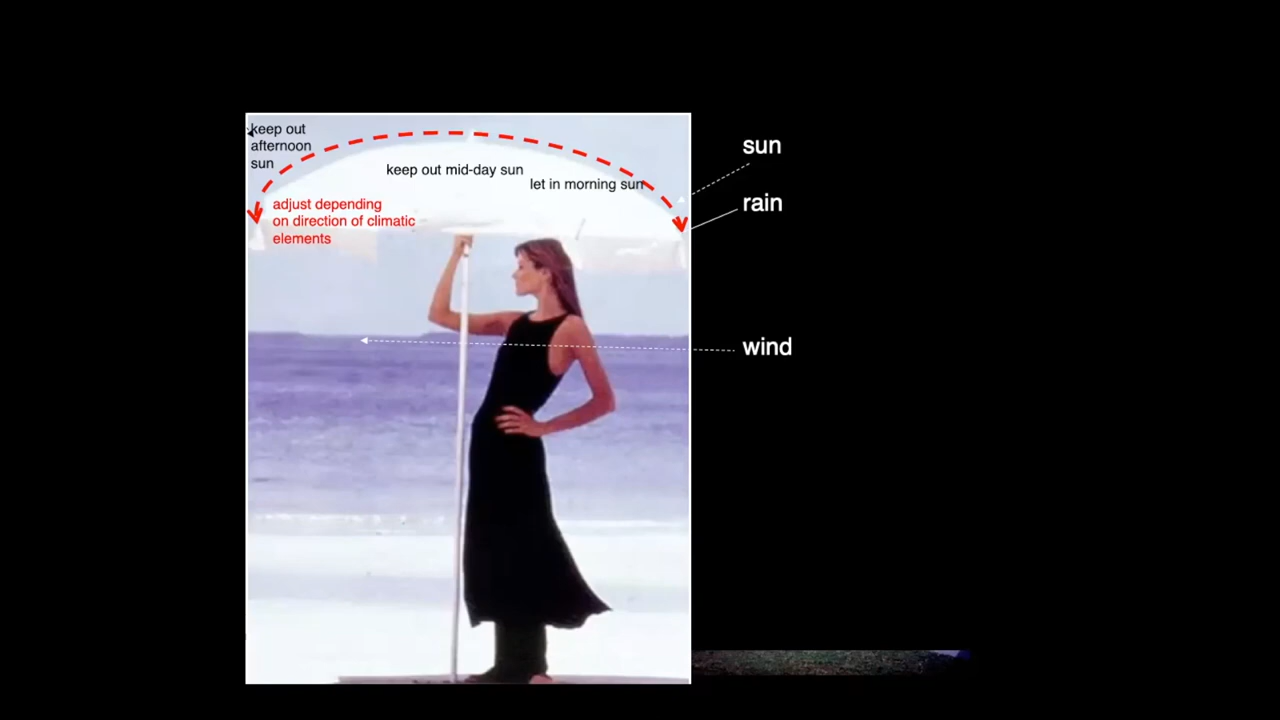 keep out
afternoon
sun
keep out mid-day sun
let in morning sun
adjust depending
on direction of climatic
elements
sun
rain
wind